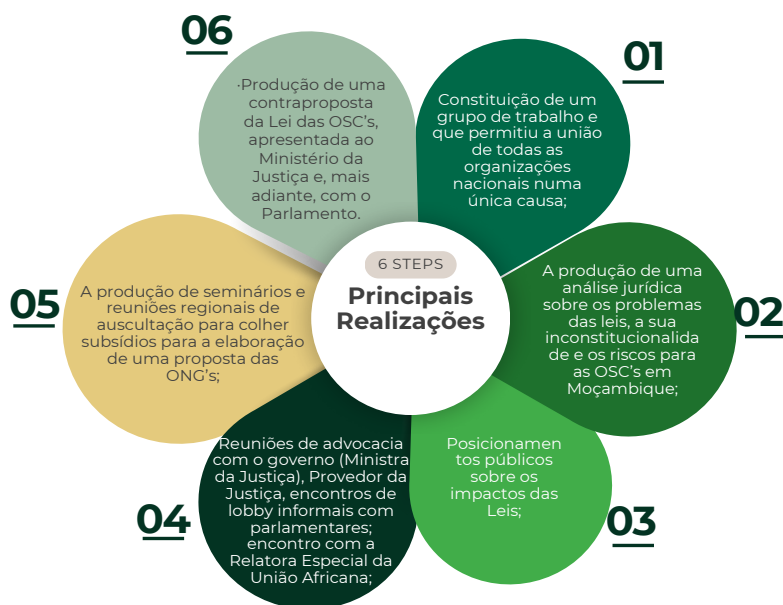 6 STEPS
Principais
Realizações
01
Constituição de um
grupo de trabalho e
que permitiu a união
de todas as
organizações
nacionais numa
única causa;
02
A produção de uma
análise jurídica
sobre os problemas
das leis, a sua
inconstitucionalida
de e os riscos para
as OSC’s em
Moçambique;
03
Posicionamen
tos públicos
sobre os
impactos das
Leis;
04
Reuniões de advocacia
com o governo (Ministra
da Justiça), Provedor da
Justiça, encontros de
lobby informais com
parlamentares;
encontro com a
Relatora Especial da
União Africana;
05
A produção de seminários e
reuniões regionais de
auscultação para colher
subsídios para a elaboração
de uma proposta das
ONG’s;
06
·Produção de uma
contraproposta
da Lei das OSC’s,
apresentada ao
Ministério da
Justiça e, mais
adiante, com o
Parlamento.